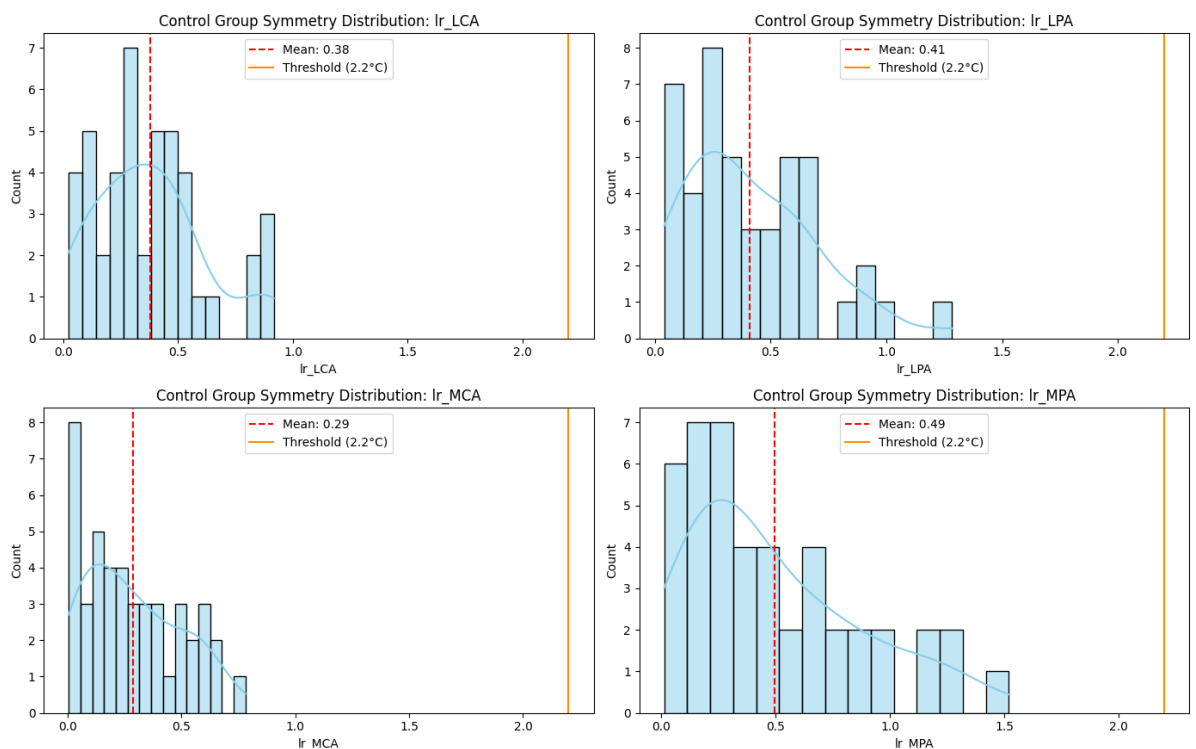 Control Group Symmetry Distribution: lr_LCA
Mean: 0.38
Threshold (2.2°C)
Count
7
6
5
4
3
2
1
0
0.0 0.5 1.0 1.5 2.0
lr_LCA
Control Group Symmetry Distribution: lr_LPA
Mean: 0.41
Threshold (2.2°C)
Count
8
7
6
5
4
3
2
1
0
0.0 0.5 1.0 1.5 2.0
lr_LPA
Control Group Symmetry Distribution: lr_MCA
Mean: 0.29
Threshold (2.2°C)
Count
8
7
6
5
4
3
2
1
0
0.0 0.5 1.0 1.5 2.0
lr_MCA
Control Group Symmetry Distribution: lr_MPA
Mean: 0.49
Threshold (2.2°C)
Count
7
6
5
4
3
2
1
0
0.0 0.5 1.0 1.5 2.0
lr_MPA